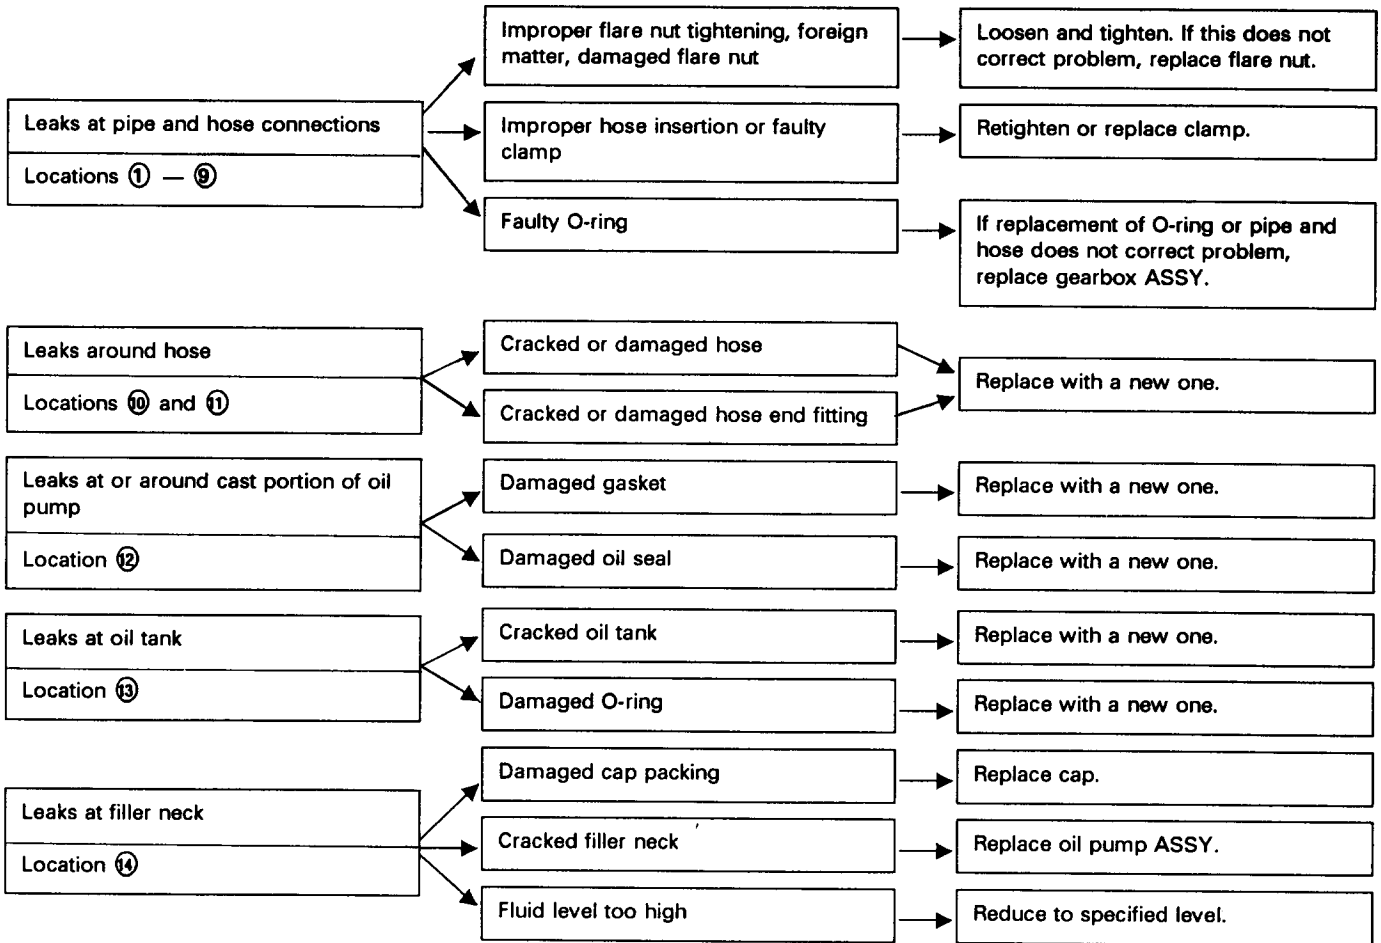 Improper flare nut tightening, foreign
matter, damaged flare nut
Loosen and tighten. If this does not
correct problem, replace flare nut.
Leaks at pipe and hose connections
Locations ① — ⑨
Improper hose insertion or faulty
clamp
Retighten or replace clamp.
Faulty O-ring
If replacement of O-ring or pipe and
hose does not correct problem,
replace gearbox ASSY.
Leaks around hose
Locations ⑩ and ⑪
Cracked or damaged hose
Cracked or damaged hose end fitting
Replace with a new one.
Leaks at or around cast portion of oil
pump
Location ⑫
Damaged gasket
Replace with a new one.
Damaged oil seal
Replace with a new one.
Leaks at oil tank
Location ⑬
Cracked oil tank
Replace with a new one.
Damaged O-ring
Replace with a new one.
Leaks at filler neck
Location ⑭
Damaged cap packing
Replace cap.
Cracked filler neck
Replace oil pump ASSY.
Fluid level too high
Reduce to specified level.